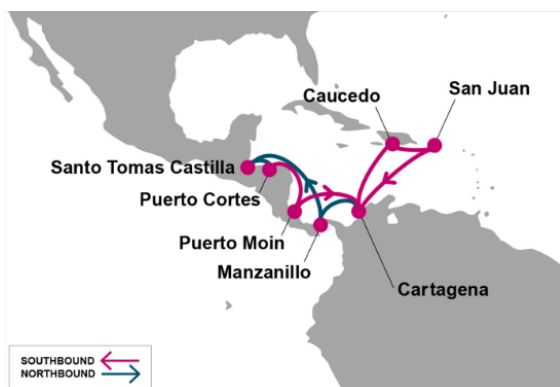 San Juan
Caucedo
Santo Tomas Castilla
Puerto Cortes
Puerto Moin
Manzanillo
Cartagena
SOUTHBOUND
NORTHBOUND